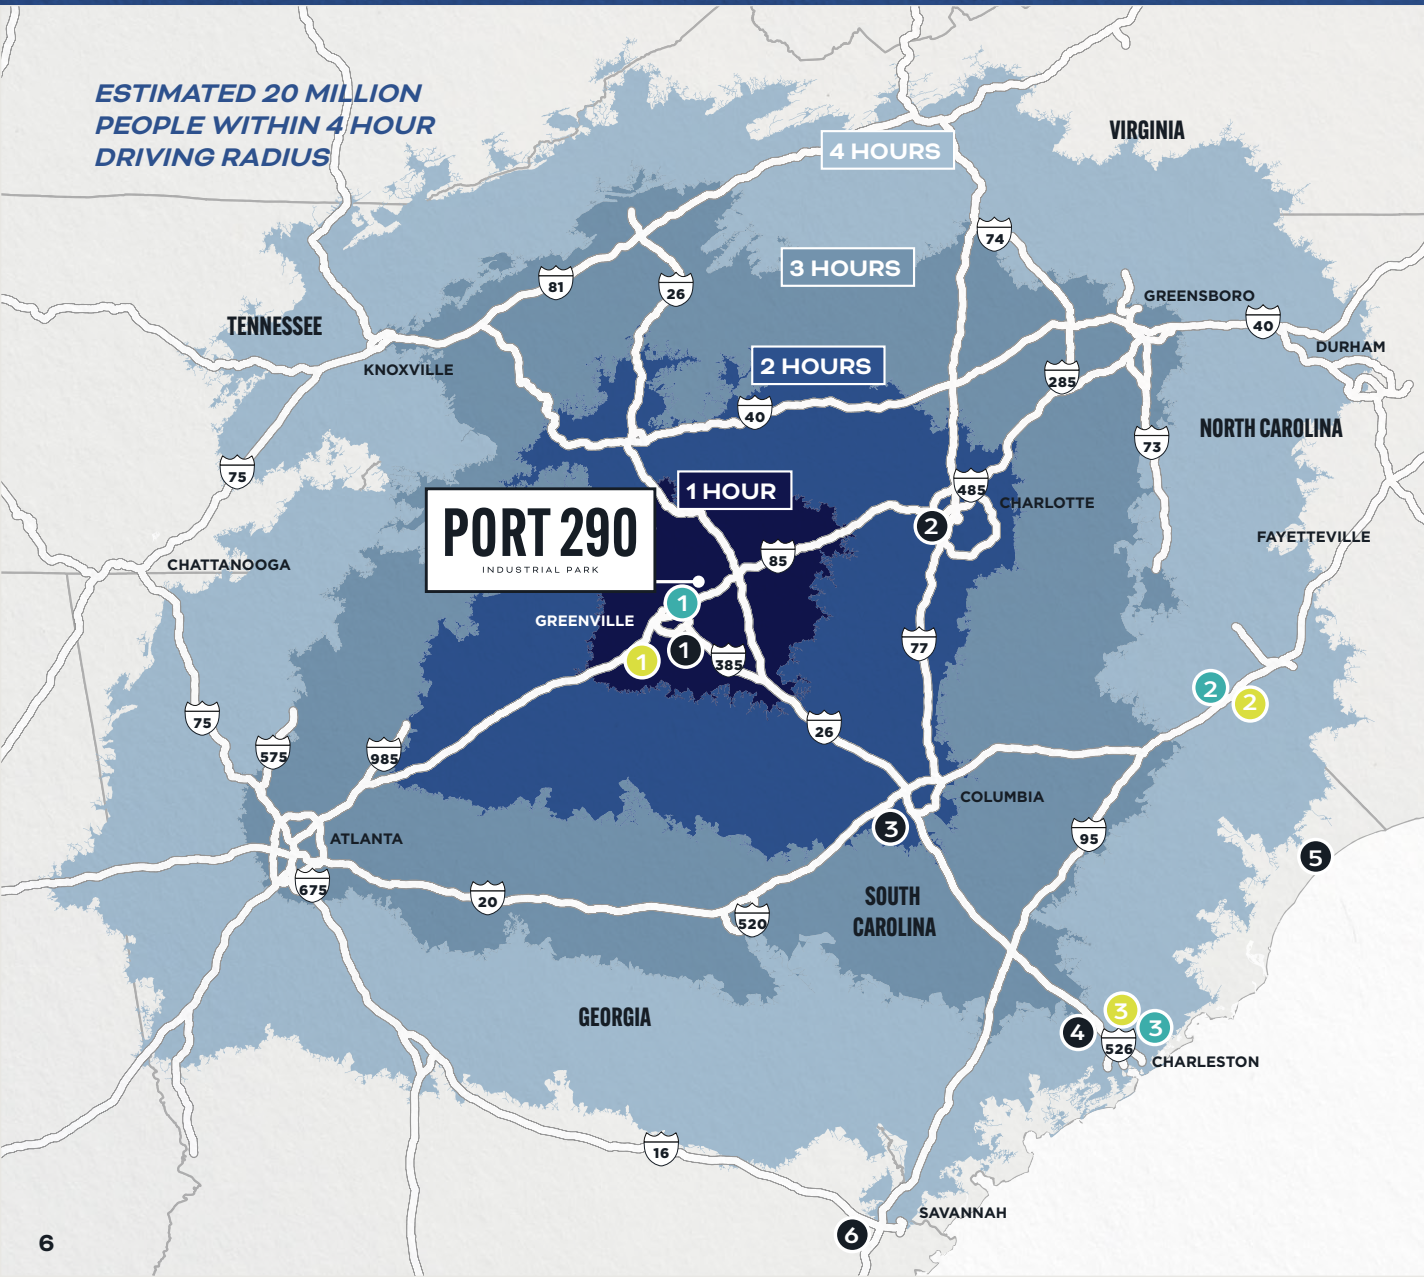 ESTIMATED 20 MILLION
PEOPLE WITHIN 4 HOUR
DRIVING RADIUS
VIRGINIA
4 HOURS
74
3 HOURS
81
26
GREENSBORO
40
TENNESSEE
DURHAM
KNOXVILLE
2 HOURS
285
40
NORTH CAROLINA
73
75
1 HOUR
485
CHARLOTTE
PORT 290
INDUSTRIAL PARK
2
FAYETTEVILLE
85
CHATTANOOGA
1
GREENVILLE
77
1
1
385
2
2
75
26
575
985
COLUMBIA
3
95
ATLANTA
5
675
20
SOUTH
CAROLINA
520
GEORGIA
3
3
4
526
CHARLESTON
16
SAVANNAH
6
6